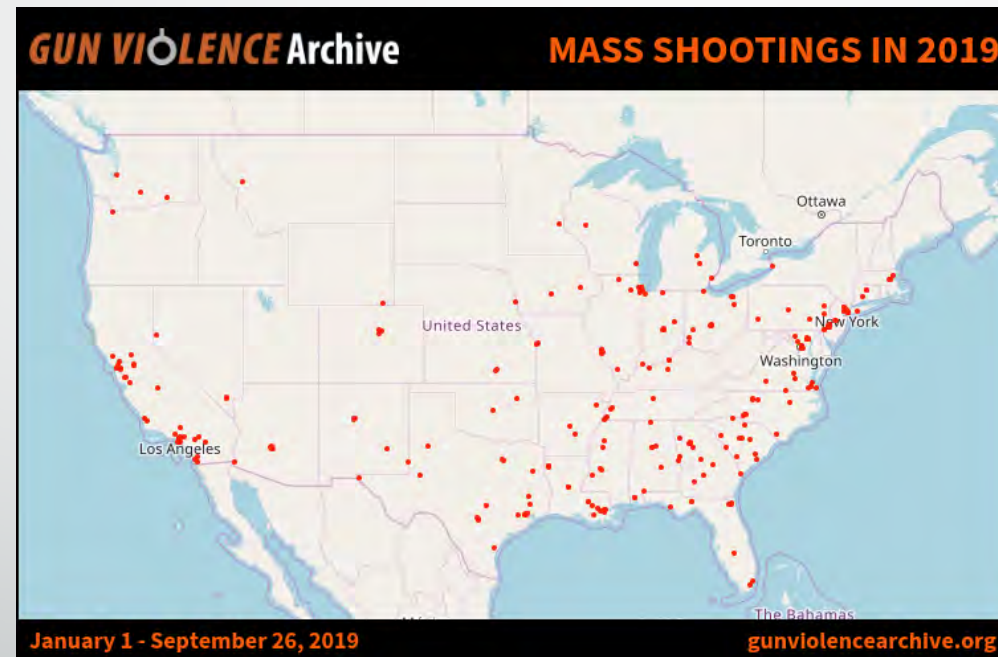 GUN VIOLENCE Archive
MASS SHOOTINGS IN 2019
Ottawa
Toronto
United States
New York
Washington
Los Angeles
The Bahamas
January 1 - September 26, 2019
gunviolencearchive.org